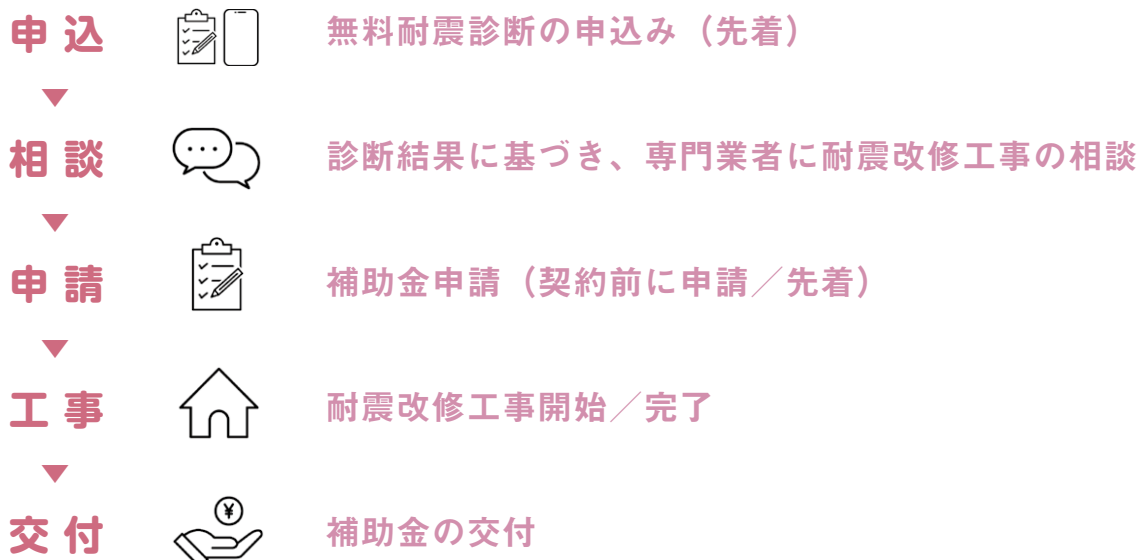 申込 無料耐震診断の申込み（先着）
相談 診断結果に基づき、専門業者に耐震改修工事の相談
申請 補助金申請（契約前に申請／先着）
工事 耐震改修工事開始／完了
¥
交付 補助金の交付